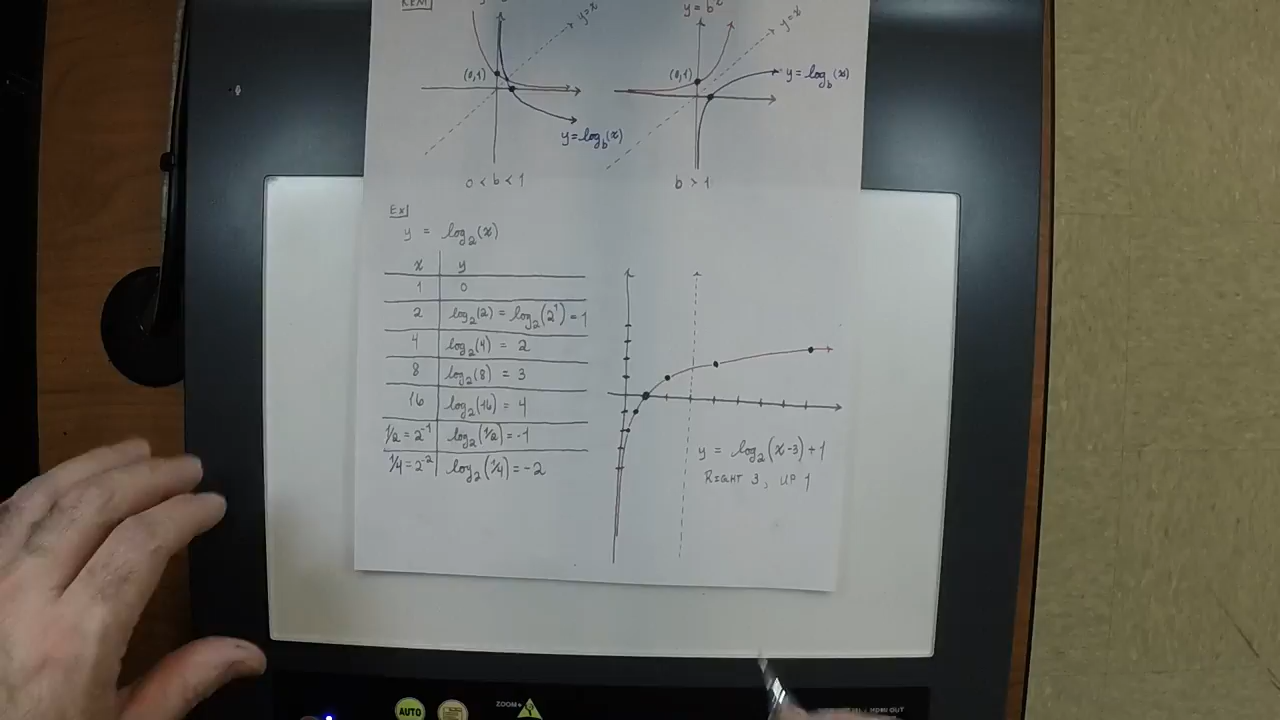 REM
y = b^x
y=x
y=x
(0,1)
(0,1)
y = log_b(x)
y = log_b(x)
0 < b < 1
b > 1
Ex
y = log_2(x)
x y
1 0
2 log_2(2) = log_2(2^1) = 1
4 log_2(4) = 2
8 log_2(8) = 3
16 log_2(16) = 4
1/2 = 2^-1 log_2(1/2) = -1
1/4 = 2^-2 log_2(1/4) = -2
y = log_2(x-3)+1
RIGHT 3, UP 1
AUTO
ZOOM+